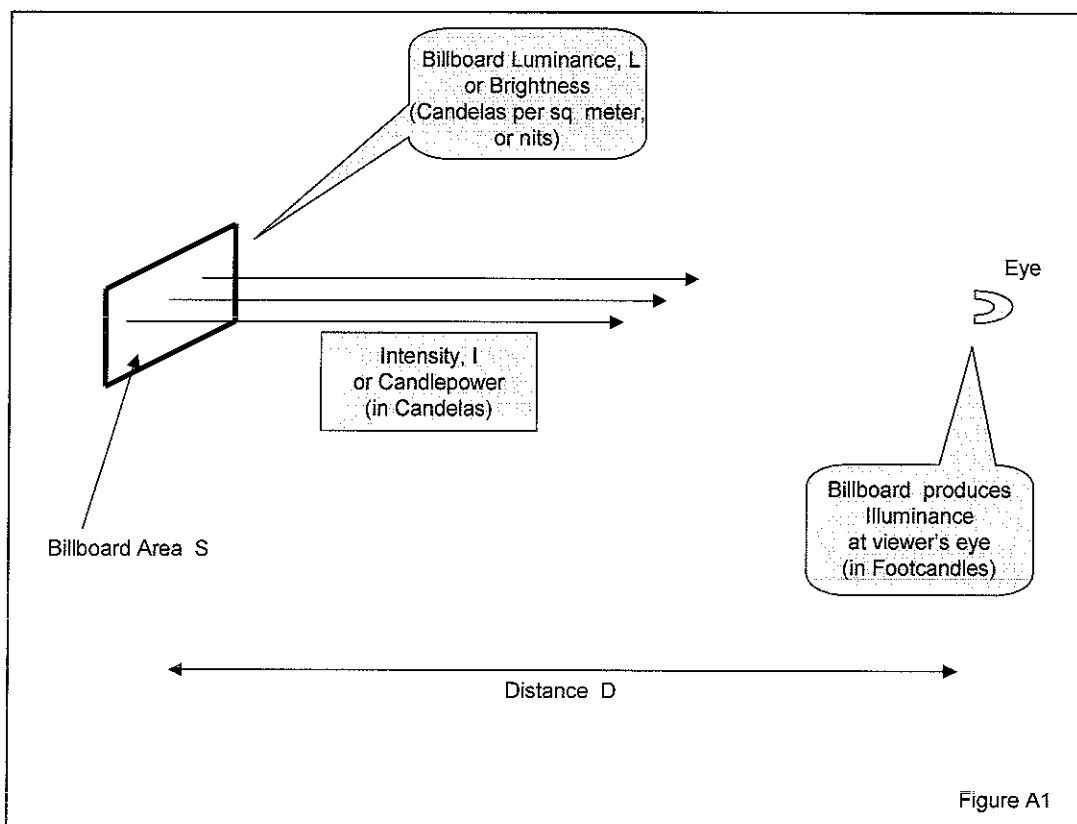 Billboard Luminance, L
or Brightness
(Candelas per sq meter,
or nits)
Eye
Intensity, I
or Candlepower
(in Candelas)
Billboard produces
Illuminance
at viewer's eye
(in Footcandles)
Billboard Area S
Distance D
Figure A1